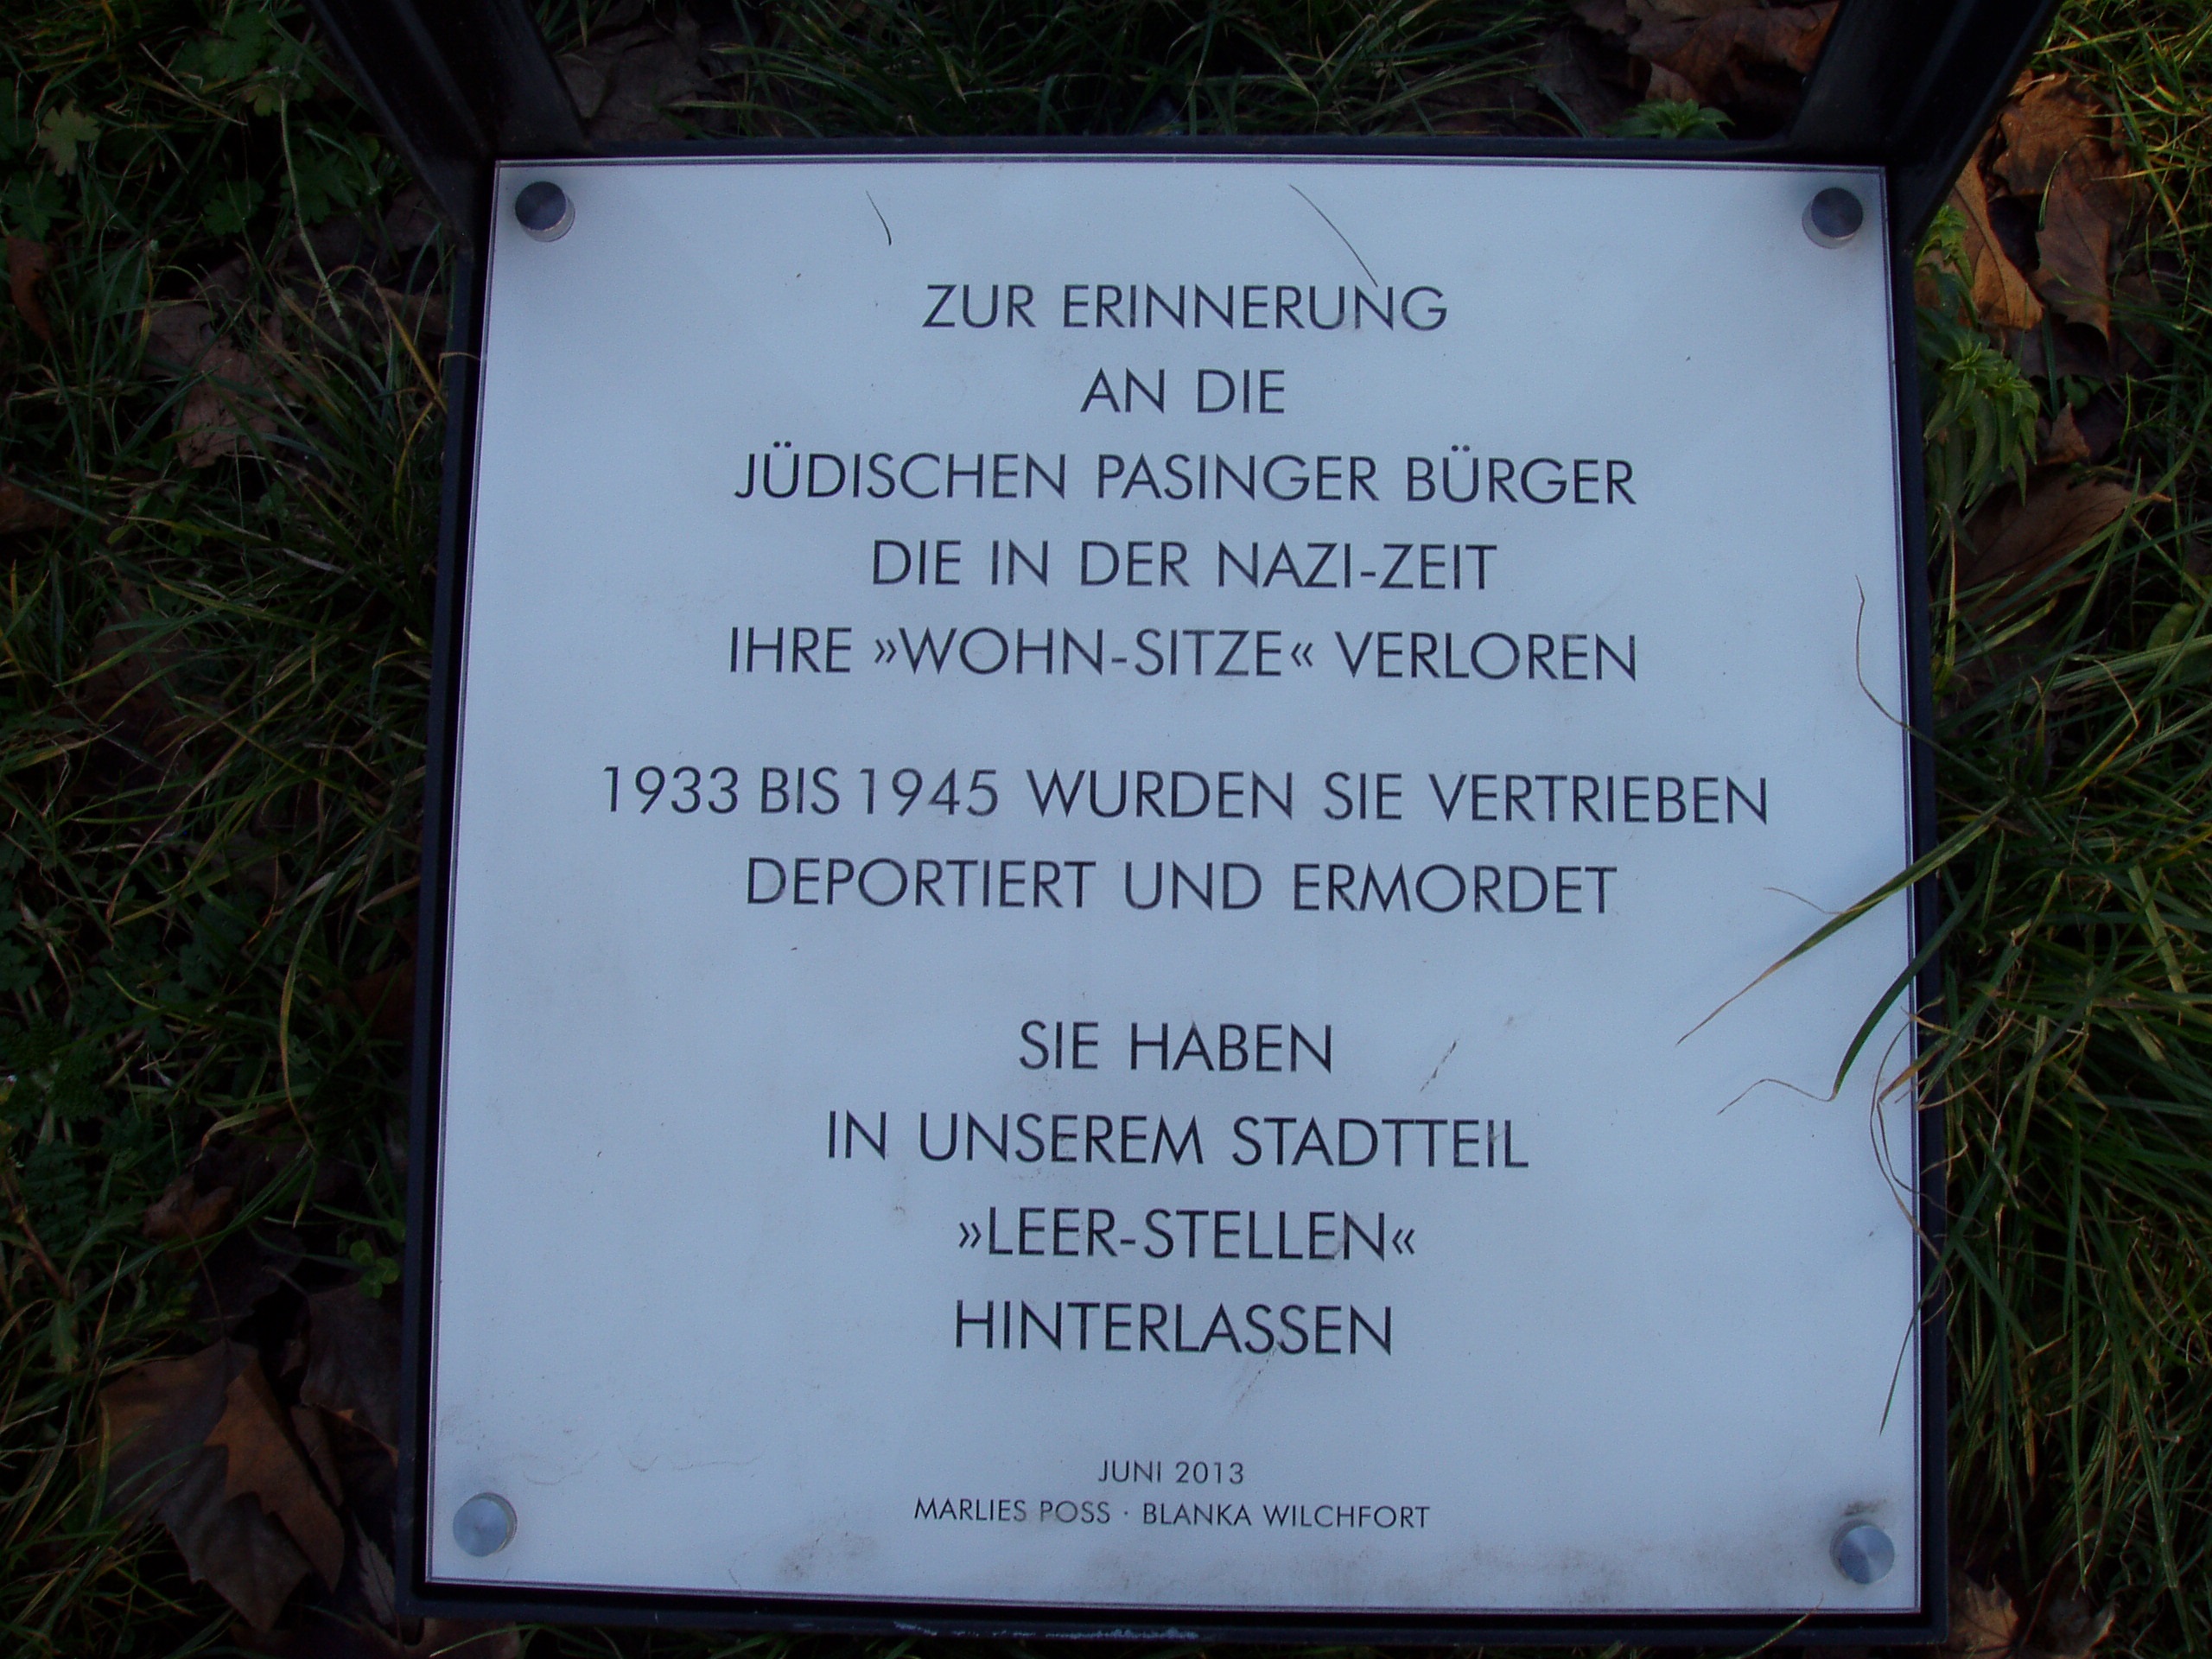 ZUR ERINNERUNG
AN DIE
JÜDISCHEN PASINGER BÜRGER
DIE IN DER NAZI-ZEIT
IHRE »WOHN-SITZE« VERLOREN
1933 BIS 1945 WURDEN SIE VERTRIEBEN
DEPORTIERT UND ERMORDET
SIE HABEN
IN UNSEREM STADTTEIL
»LEER-STELLEN«
HINTERLASSEN
JUNI 2013
MARLIES POSS · BLANKA WILCHFORT